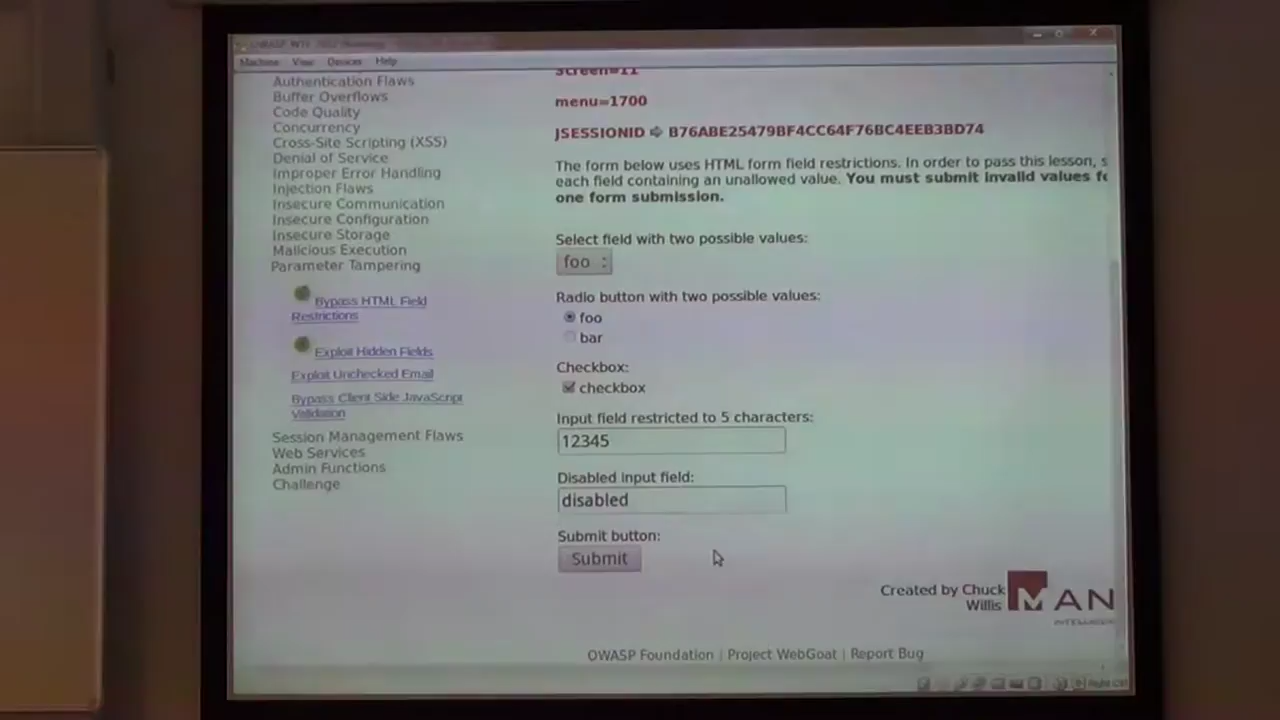 Machine View Devices Help
Authentication Flaws
Buffer Overflows
Code Quality
Concurrency
Cross-Site Scripting (XSS)
Denial of Service
Improper Error Handling
Injection Flaws
Insecure Communication
Insecure Configuration
Insecure Storage
Malicious Execution
Parameter Tampering
Bypass HTML Field
Restrictions
Exploit Hidden Fields
Exploit Unchecked Email
Bypass Client Side JavaScript
Validation
Session Management Flaws
Web Services
Admin Functions
Challenge
Screen=11
menu=1700
JSESSIONID ➩ B76ABE25479BF4CC64F76BC4EEB3BD74
The form below uses HTML form field restrictions. In order to pass this lesson, s
each field containing an unallowed value. You must submit invalid values fo
one form submission.
Select field with two possible values:
foo
Radio button with two possible values:
foo
bar
Checkbox:
checkbox
Input field restricted to 5 characters:
12345
Disabled input field:
disabled
Submit button:
Submit
Created by Chuck
Willis
MAN
OWASP Foundation | Project WebGoat | Report Bug